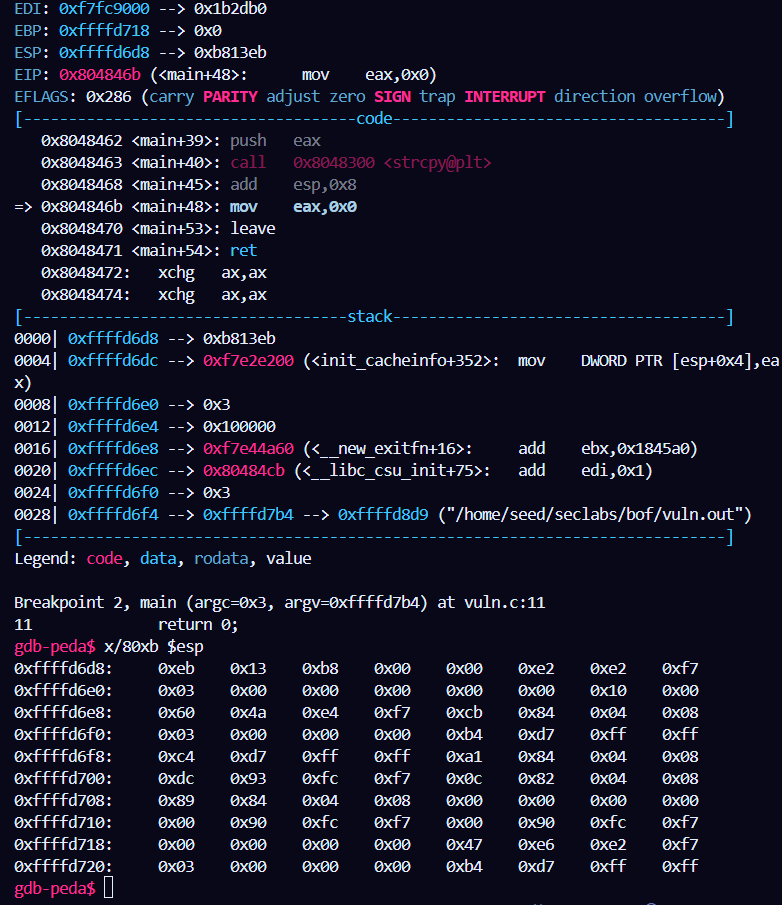 EDI: 0xf7fc9000 --> 0x1b2db0
EBP: 0xffffd718 --> 0x0
ESP: 0xffffd6d8 --> 0xb813eb
EIP: 0x804846b (<main+48>:      mov    eax,0x0)
EFLAGS: 0x286 (carry PARITY adjust zero SIGN trap INTERRUPT direction overflow)
[-------------------------------------code-------------------------------------]
   0x8048462 <main+39>: push   eax
   0x8048463 <main+40>: call   0x8048300 <strcpy@plt>
   0x8048468 <main+45>: add    esp,0x8
=> 0x804846b <main+48>: mov    eax,0x0
   0x8048470 <main+53>: leave
   0x8048471 <main+54>: ret
   0x8048472:   xchg   ax,ax
   0x8048474:   xchg   ax,ax
[------------------------------------stack-------------------------------------]
0000| 0xffffd6d8 --> 0xb813eb
0004| 0xffffd6dc --> 0xf7e2e200 (<init_cacheinfo+352>:  mov    DWORD PTR [esp+0x4],ea
x)
0008| 0xffffd6e0 --> 0x3
0012| 0xffffd6e4 --> 0x100000
0016| 0xffffd6e8 --> 0xf7e44a60 (<__new_exitfn+16>:     add    ebx,0x1845a0)
0020| 0xffffd6ec --> 0x80484cb (<__libc_csu_init+75>:   add    edi,0x1)
0024| 0xffffd6f0 --> 0x3
0028| 0xffffd6f4 --> 0xffffd7b4 --> 0xffffd8d9 ("/home/seed/seclabs/bof/vuln.out")
[------------------------------------------------------------------------------]
Legend: code, data, rodata, value
Breakpoint 2, main (argc=0x3, argv=0xffffd7b4) at vuln.c:11
11              return 0;
gdb-peda$ x/80xb $esp
0xffffd6d8:     0xeb    0x13    0xb8    0x00    0x00    0xe2    0xe2    0xf7
0xffffd6e0:     0x03    0x00    0x00    0x00    0x00    0x00    0x10    0x00
0xffffd6e8:     0x60    0x4a    0xe4    0xf7    0xcb    0x84    0x04    0x08
0xffffd6f0:     0x03    0x00    0x00    0x00    0xb4    0xd7    0xff    0xff
0xffffd6f8:     0xc4    0xd7    0xff    0xff    0xa1    0x84    0x04    0x08
0xffffd700:     0xdc    0x93    0xfc    0xf7    0x0c    0x82    0x04    0x08
0xffffd708:     0x89    0x84    0x04    0x08    0x00    0x00    0x00    0x00
0xffffd710:     0x00    0x90    0xfc    0xf7    0x00    0x90    0xfc    0xf7
0xffffd718:     0x00    0x00    0x00    0x00    0x47    0xe6    0xe2    0xf7
0xffffd720:     0x03    0x00    0x00    0x00    0xb4    0xd7    0xff    0xff
gdb-peda$